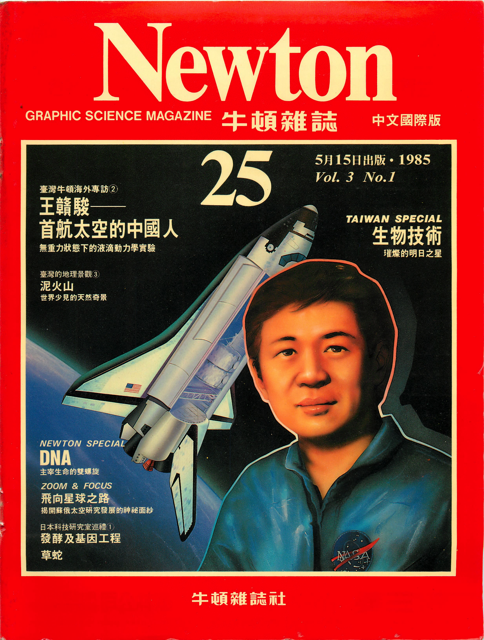 Newton
GRAPHIC SCIENCE MAGAZINE 牛頓雜誌 中文國際版
25
5月15日出版・1985
Vol. 3 No.1
臺灣牛頓海外專訪②
王贛駿——
首航太空的中國人
無重力狀態下的液滴動力學實驗
TAIWAN SPECIAL
生物技術
璀燦的明日之星
臺灣的地理景觀③
泥火山
世界少見的天然奇景
NEWTON SPECIAL
DNA
主宰生命的雙螺旋
ZOOM & FOCUS
飛向星球之路
揭開蘇俄太空研究發展的神祕面紗
日本科技研究室巡禮①
發酵及基因工程
草蛇
NASA
牛頓雜誌社